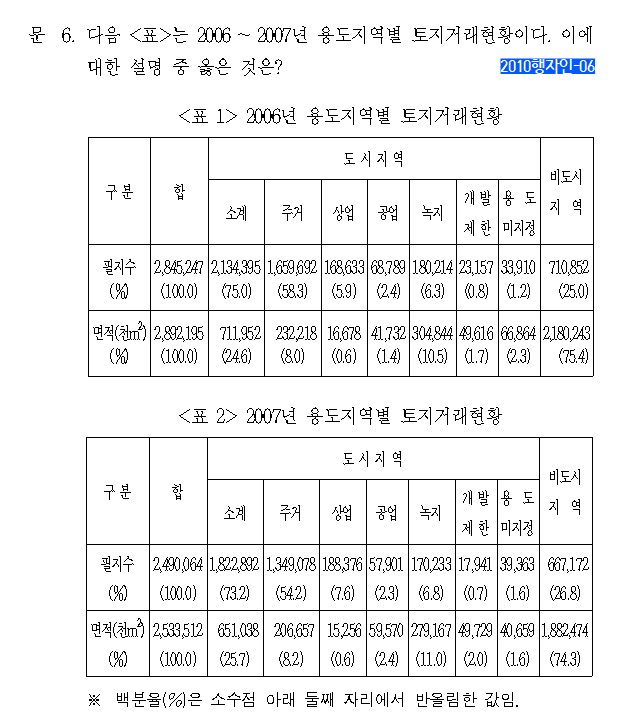 문 6. 다음 <표>는 2006 ~ 2007년 용도지역별 토지거래현황이다. 이에
대한 설명 중 옳은 것은?
2010행자인-06
<표 1> 2006년 용도지역별 토지거래현황
구 분 합 도 시 지 역 비도시 지 역
소계 주거 상업 공업 녹지 개 발 제 한 용 도 미지정
필지수 2,845,247 2,134,395 1,659,692 168,633 68,789 180,214 23,157 33,910 710,852
(%) (100.0) (75.0) (58.3) (5.9) (2.4) (6.3) (0.8) (1.2) (25.0)
면적(천㎡) 2,892,195 711,952 232,218 16,678 41,732 304,844 49,616 66,864 2,180,243
(%) (100.0) (24.6) (8.0) (0.6) (1.4) (10.5) (1.7) (2.3) (75.4)
<표 2> 2007년 용도지역별 토지거래현황
구 분 합 도 시 지 역 비도시 지 역
소계 주거 상업 공업 녹지 개 발 제 한 용 도 미지정
필지수 2,490,064 1,822,892 1,349,078 188,376 57,901 170,233 17,941 39,363 667,172
(%) (100.0) (73.2) (54.2) (7.6) (2.3) (6.8) (0.7) (1.6) (26.8)
면적(천㎡) 2,533,512 651,038 206,657 15,256 59,570 279,167 49,729 40,659 1,882,474
(%) (100.0) (25.7) (8.2) (0.6) (2.4) (11.0) (2.0) (1.6) (74.3)
※ 백분율(%)은 소수점 아래 둘째 자리에서 반올림한 값임.